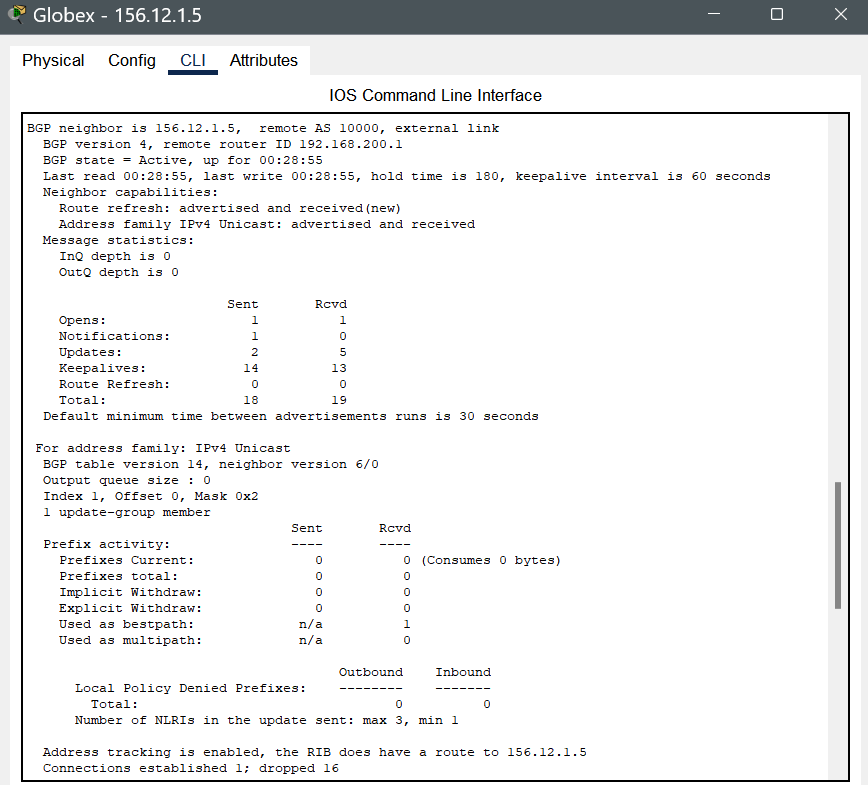 Globex - 156.12.1.5
Physical Config CLI Attributes
IOS Command Line Interface
BGP neighbor is 156.12.1.5,  remote AS 10000, external link
BGP version 4, remote router ID 192.168.200.1
BGP state = Active, up for 00:28:55
Last read 00:28:55, last write 00:28:55, hold time is 180, keepalive interval is 60 seconds
Neighbor capabilities:
Route refresh: advertised and received(new)
Address family IPv4 Unicast: advertised and received
Message statistics:
InQ depth is 0
OutQ depth is 0
Sent Rcvd
Opens: 1 1
Notifications: 1 0
Updates: 2 5
Keepalives: 14 13
Route Refresh: 0 0
Total: 18 19
Default minimum time between advertisements runs is 30 seconds
For address family: IPv4 Unicast
BGP table version 14, neighbor version 6/0
Output queue size : 0
Index 1, Offset 0, Mask 0x2
1 update-group member
Sent Rcvd
Prefix activity: ---- ----
Prefixes Current: 0 0 (Consumes 0 bytes)
Prefixes total: 0 0
Implicit Withdraw: 0 0
Explicit Withdraw: 0 0
Used as bestpath: n/a 1
Used as multipath: n/a 0
Outbound Inbound
Local Policy Denied Prefixes: -------- -------
Total: 0 0
Number of NLRIs in the update sent: max 3, min 1
Address tracking is enabled, the RIB does have a route to 156.12.1.5
Connections established 1; dropped 16